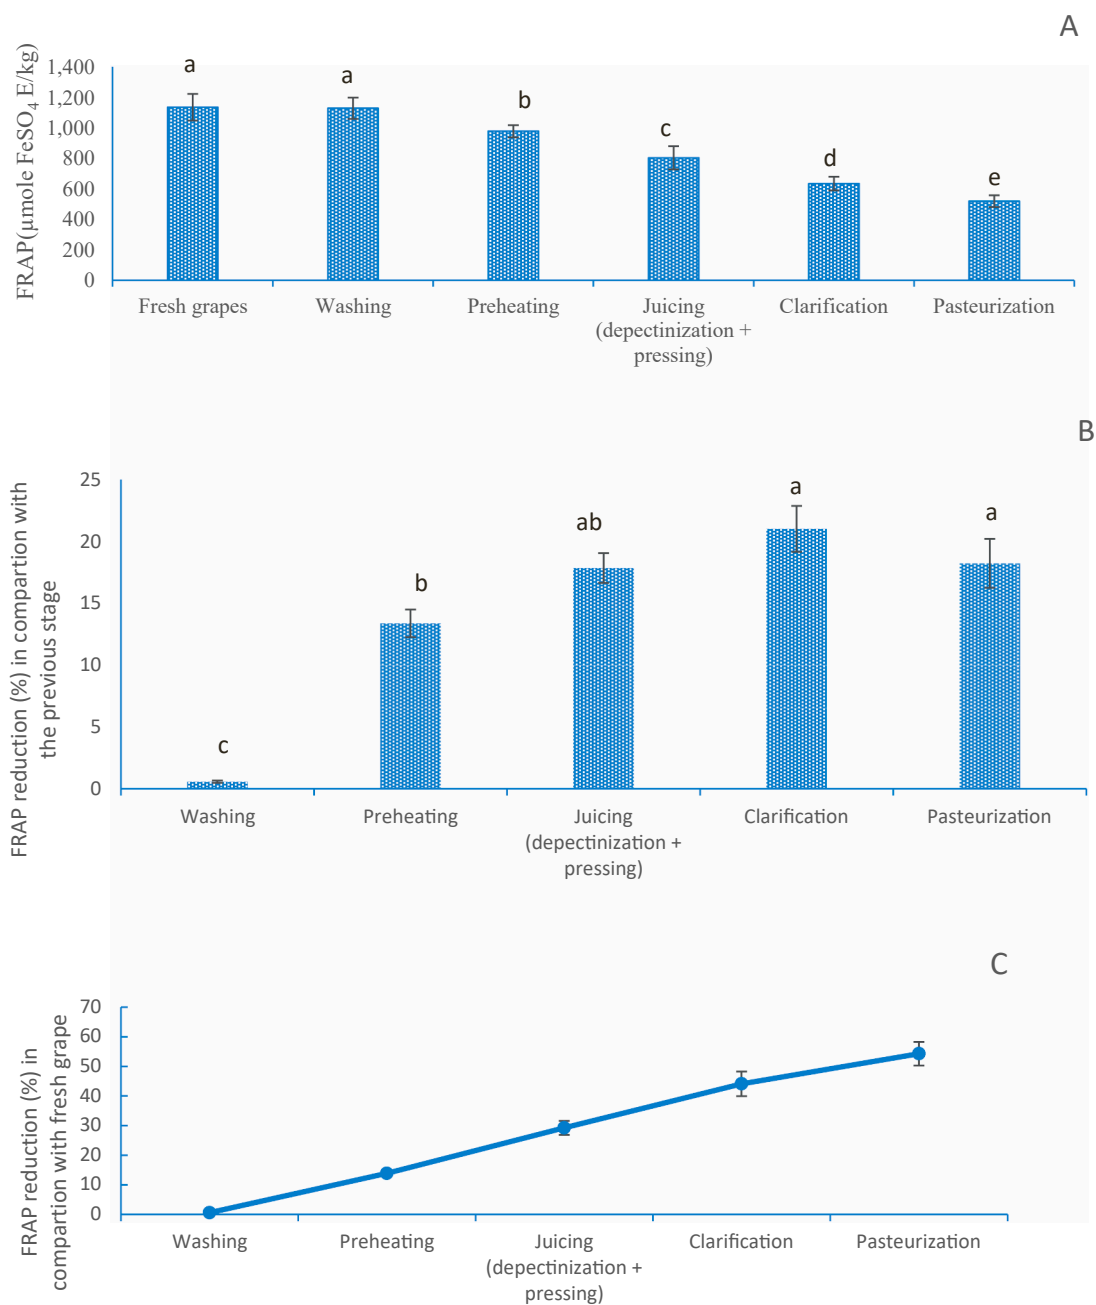 A
FRAP(µmole FeSO4 E/kg)
1,400
1,200
1,000
800
600
400
200
0
a
a
b
c
d
e
Fresh grapes
Washing
Preheating
Juicing
(depectinization +
pressing)
Clarification
Pasteurization
B
FRAP reduction (%) in compartion with
the previous stage
25
20
15
10
5
0
c
b
ab
a
a
Washing
Preheating
Juicing
(depectinization +
pressing)
Clarification
Pasteurization
C
FRAP reduction (%) in
compartion with fresh grape
70
60
50
40
30
20
10
0
Washing
Preheating
Juicing
(depectinization +
pressing)
Clarification
Pasteurization